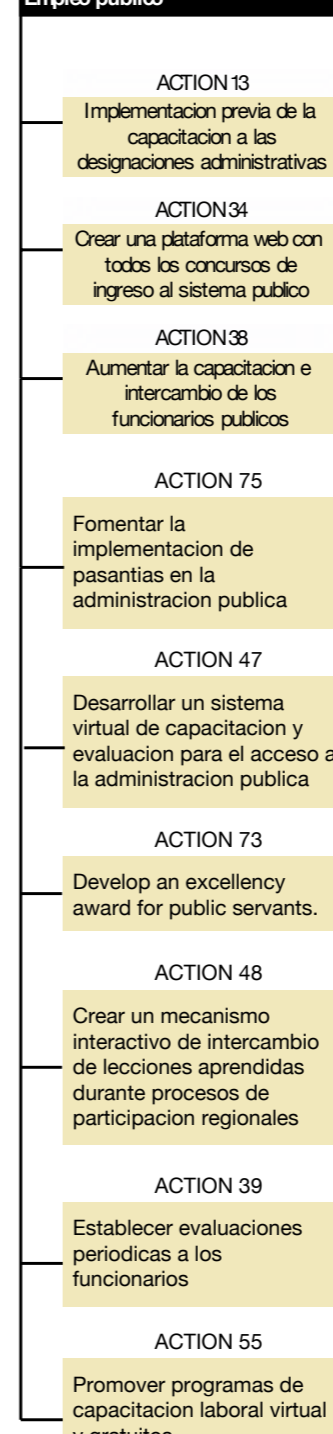 Empleo publico
ACTION 13
Implementacion previa de la
capacitacion a las
designaciones administrativas
ACTION 34
Crear una plataforma web con
todos los concursos de
ingreso al sistema publico
ACTION 38
Aumentar la capacitacion e
intercambio de los
funcionarios publicos
ACTION 75
Fomentar la
implementacion de
pasantias en la
administracion publica
ACTION 47
Desarrollar un sistema
virtual de capacitacion y
evaluacion para el acceso a
la administracion publica
ACTION 73
Develop an excellency
award for public servants.
ACTION 48
Crear un mecanismo
interactivo de intercambio
de lecciones aprendidas
durante procesos de
participacion regionales
ACTION 39
Establecer evaluaciones
periodicas a los
funcionarios
ACTION 55
Promover programas de
capacitacion laboral virtual
y gratuitos